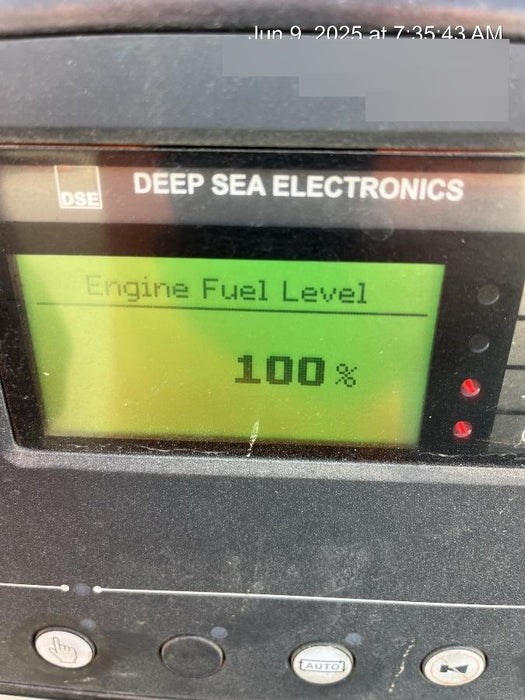 Jun 9, 2025 at 7:35:43 AM
DSE
DEEP SEA ELECTRONICS
Engine Fuel Level
100 %
AUTO